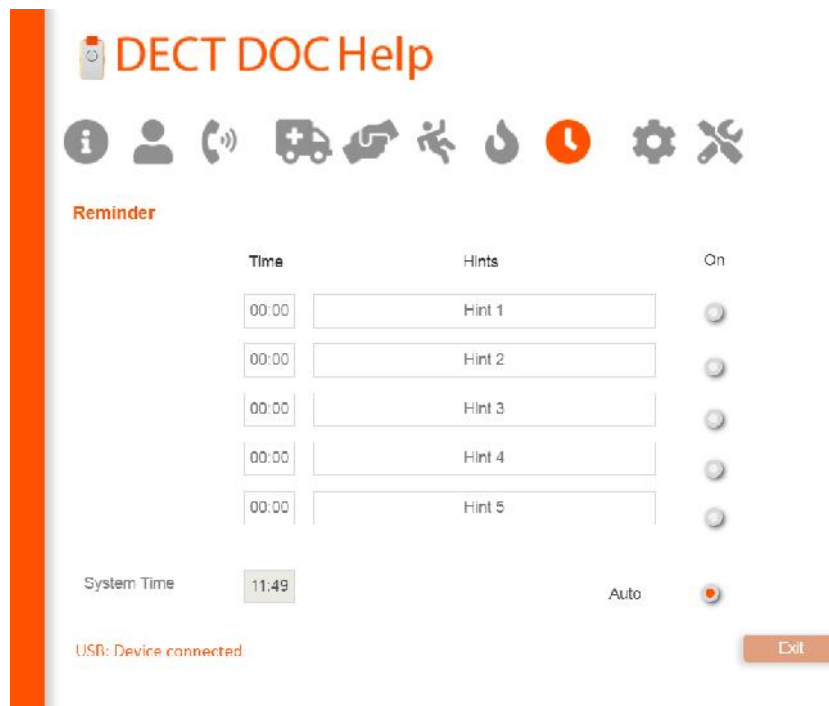 DECT DOC Help
Reminder
Time Hints On
00:00 Hint 1
00:00 Hint 2
00:00 Hint 3
00:00 Hint 4
00:00 Hint 5
System Time 11:49 Auto
USB: Device connected Exit